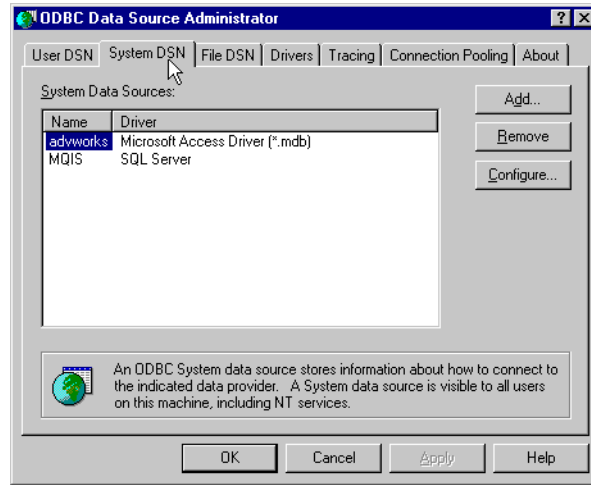 ODBC Data Source Administrator
User DSN System DSN File DSN Drivers Tracing Connection Pooling About
System Data Sources:
Name Driver
advworks Microsoft Access Driver (*.mdb)
MQIS SQL Server
Add...
Remove
Configure...
An ODBC System data source stores information about how to connect to
the indicated data provider. A System data source is visible to all users
on this machine, including NT services.
OK Cancel Apply Help